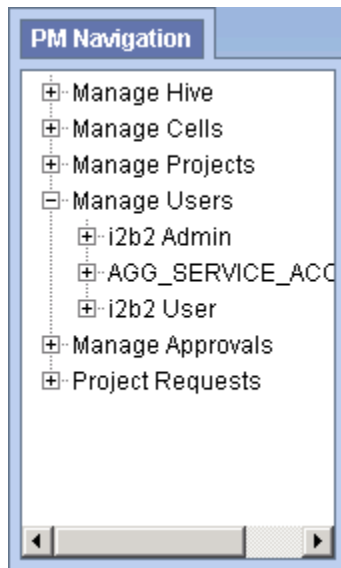 PM Navigation
Manage Hive
Manage Cells
Manage Projects
Manage Users
i2b2 Admin
AGG_SERVICE_ACC
i2b2 User
Manage Approvals
Project Requests